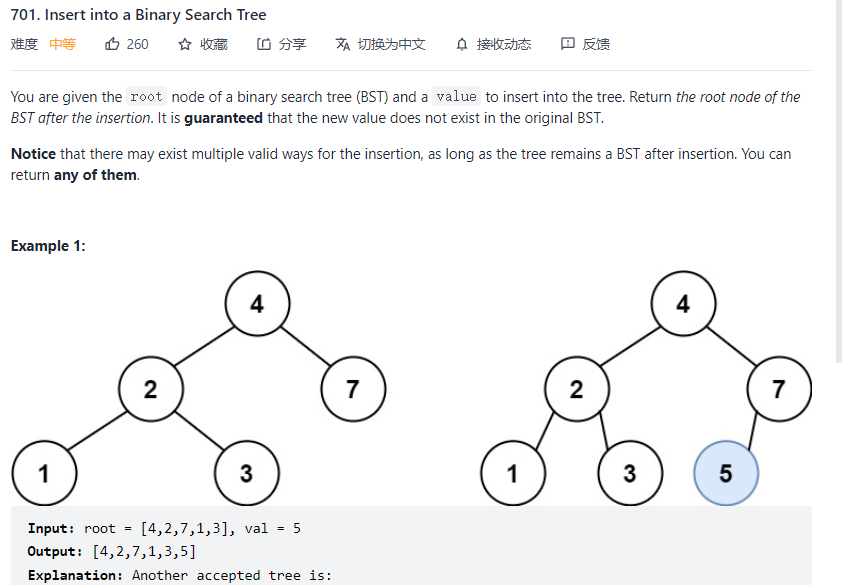 701. Insert into a Binary Search Tree
难度 中等 260 收藏 分享 切换为中文 接收动态 反馈
You are given the root node of a binary search tree (BST) and a value to insert into the tree. Return the root node of the
BST after the insertion. It is guaranteed that the new value does not exist in the original BST.
Notice that there may exist multiple valid ways for the insertion, as long as the tree remains a BST after insertion. You can
return any of them.
Example 1:
4 4
2 7 2 7
1 3 1 3 5
Input: root = [4,2,7,1,3], val = 5
Output: [4,2,7,1,3,5]
Explanation: Another accepted tree is: